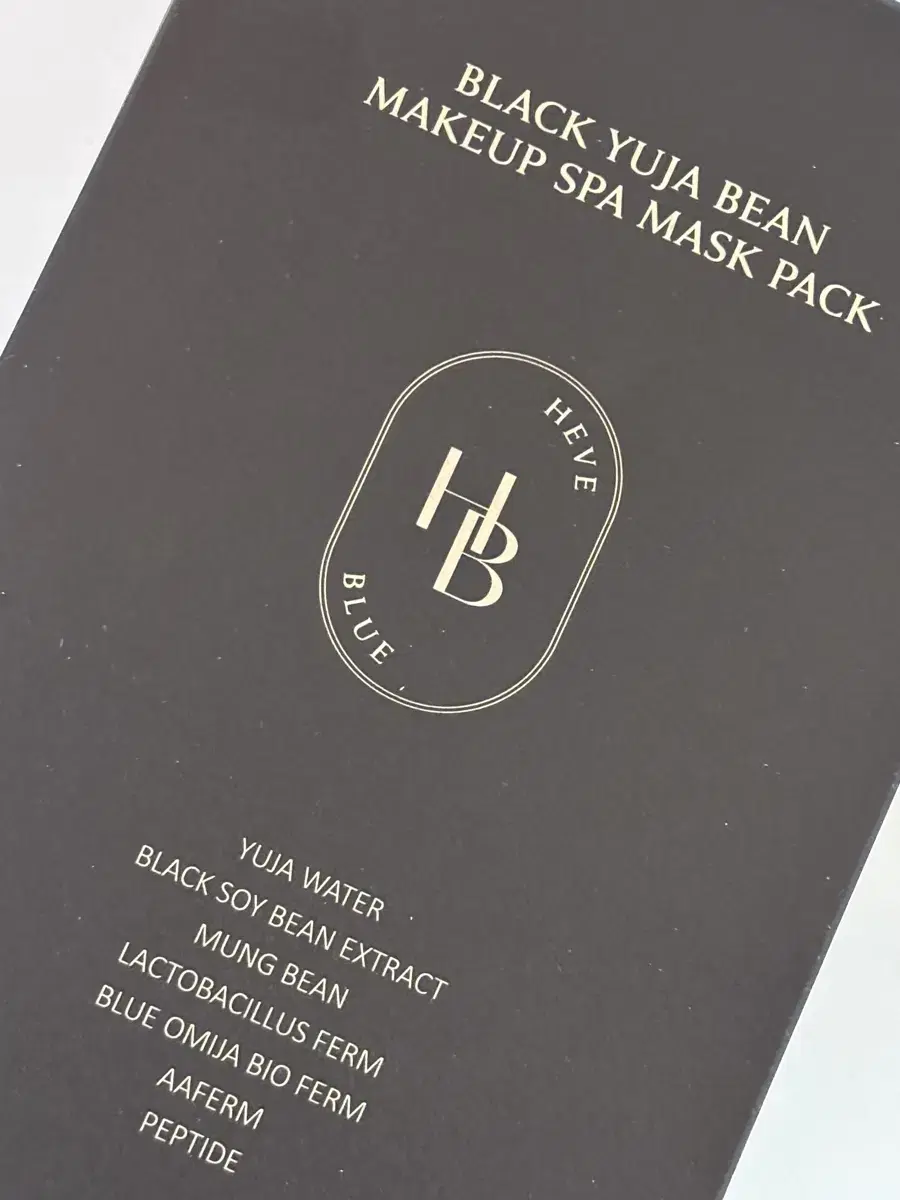 BLACK YUJA BEAN
MAKEUP SPA MASK PACK
HEVE
HB
BLUE
YUJA WATER
BLACK SOY BEAN EXTRACT
MUNG BEAN
LACTOBACILLUS FERM
BLUE OMIJA BIO FERM
AAFERM
PEPTIDE